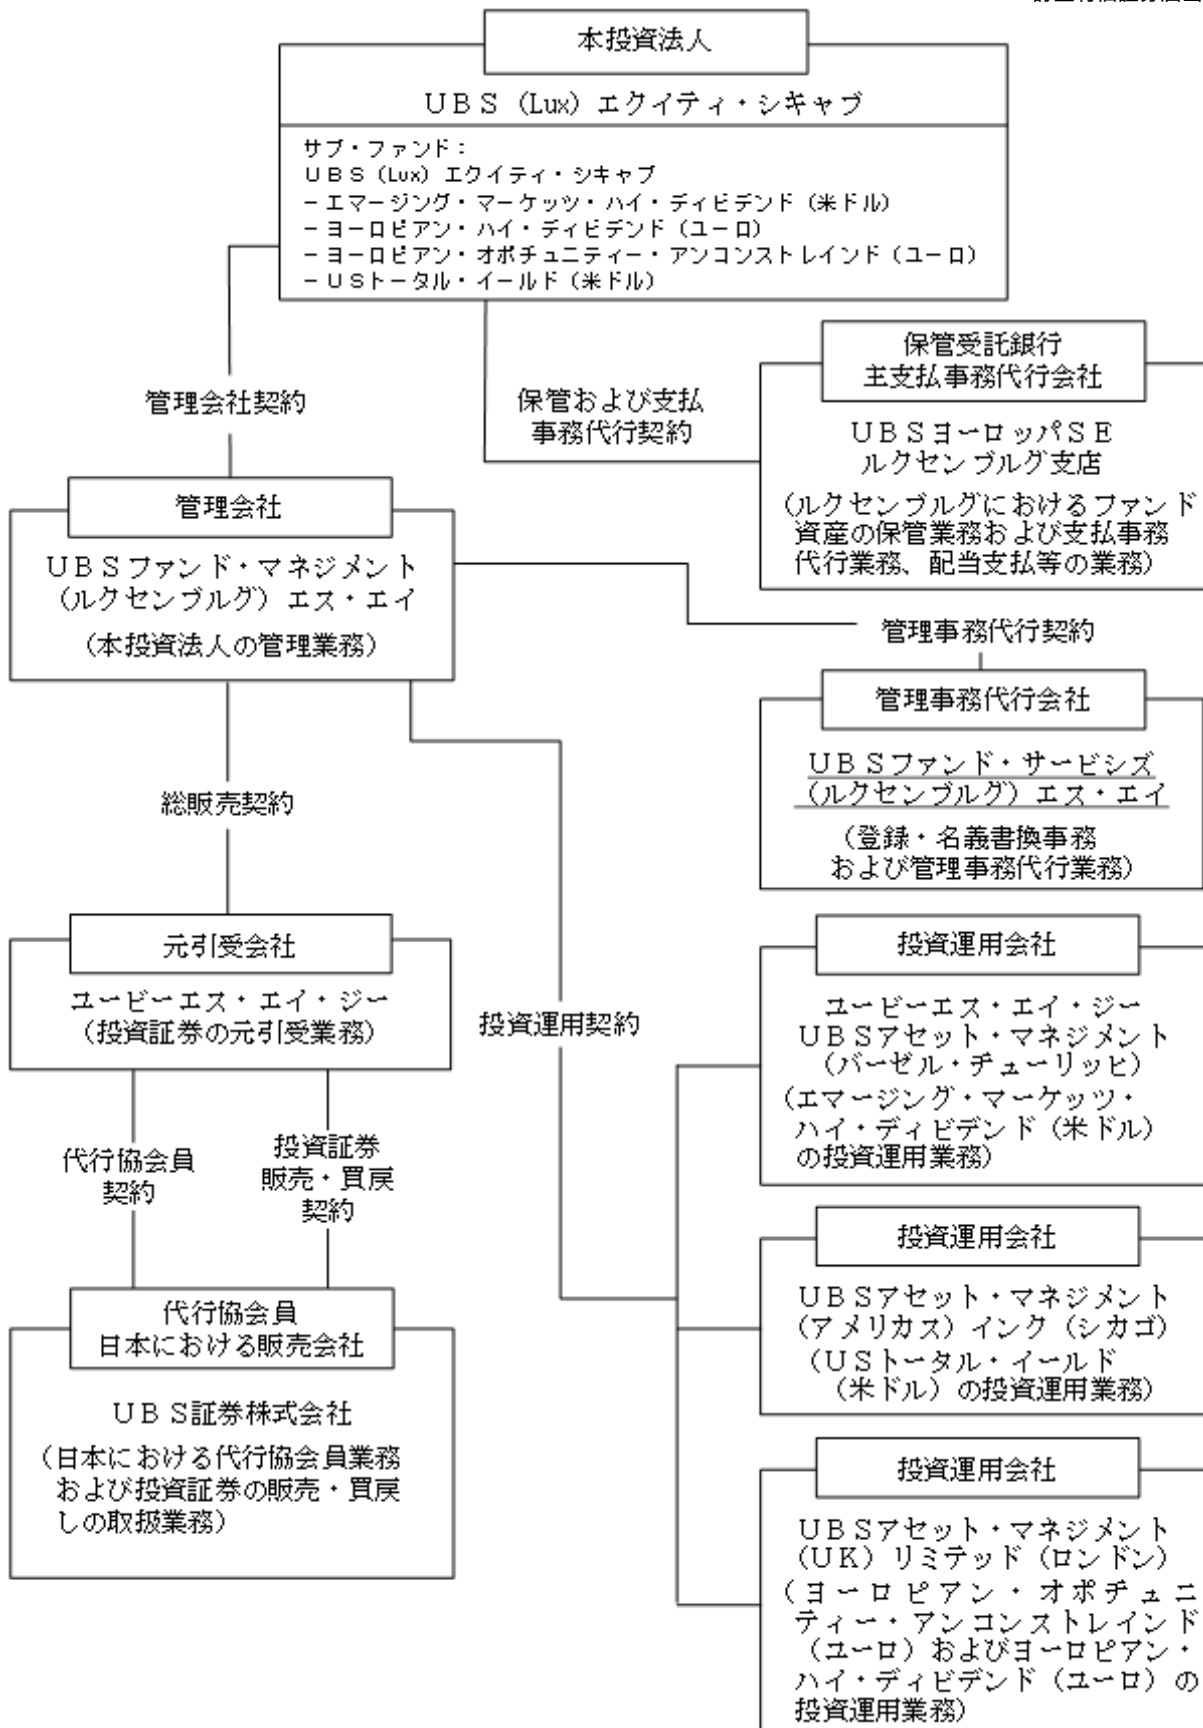 本投資法人
ＵＢＳ（Lux）エクイティ・シキャブ
サブ・ファンド：
ＵＢＳ（Lux）エクイティ・シキャブ
－エマージング・マーケッツ・ハイ・ディビデンド（米ドル）
－ヨーロピアン・ハイ・ディビデンド（ユーロ）
－ヨーロピアン・オポチュニティー・アンコンストレインド（ユーロ）
－ＵＳトータル・イールド（米ドル）
管理会社契約
保管および支払
事務代行契約
保管受託銀行
主支払事務代行会社
ＵＢＳヨーロッパＳＥ
ルクセンブルグ支店
（ルクセンブルグにおけるファンド
資産の保管業務および支払事務
代行業務、配当支払等の業務）
管理会社
ＵＢＳファンド・マネジメント
（ルクセンブルグ）エス・エイ
（本投資法人の管理業務）
管理事務代行契約
管理事務代行会社
ＵＢＳファンド・サービシズ
（ルクセンブルグ）エス・エイ
（登録・名義書換事務
および管理事務代行業務）
総販売契約
元引受会社
ユービーエス・エイ・ジー
（投資証券の元引受業務）
投資運用契約
代行協会員
契約
投資証券
販売・買戻
契約
代行協会員
日本における販売会社
ＵＢＳ証券株式会社
（日本における代行協会員業務
および投資証券の販売・買戻
しの取扱業務）
投資運用会社
ユービーエス・エイ・ジー
ＵＢＳアセット・マネジメント
（バーゼル・チューリッヒ）
（エマージング・マーケッツ・
ハイ・ディビデンド（米ドル）
の投資運用業務）
投資運用会社
ＵＢＳアセット・マネジメント
（アメリカス）インク（シカゴ）
（ＵＳトータル・イールド
（米ドル）の投資運用業務）
投資運用会社
ＵＢＳアセット・マネジメント
（ＵＫ）リミテッド（ロンドン）
（ヨーロピアン・オポチュニ
ティー・アンコンストレインド
（ユーロ）およびヨーロピアン・
ハイ・ディビデンド（ユーロ）の
投資運用業務）